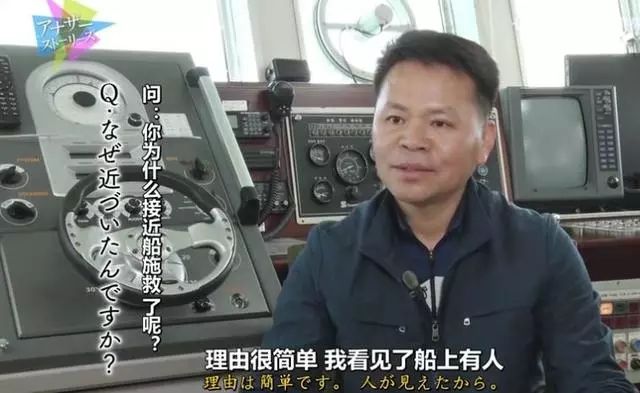 アナザー
ストーリーズ
问：你为什么接近船施救了呢？
Q・なぜ近づいたんですか？
理由很简单 我看见了船上有人
理由は簡単です。 人が見えたから。